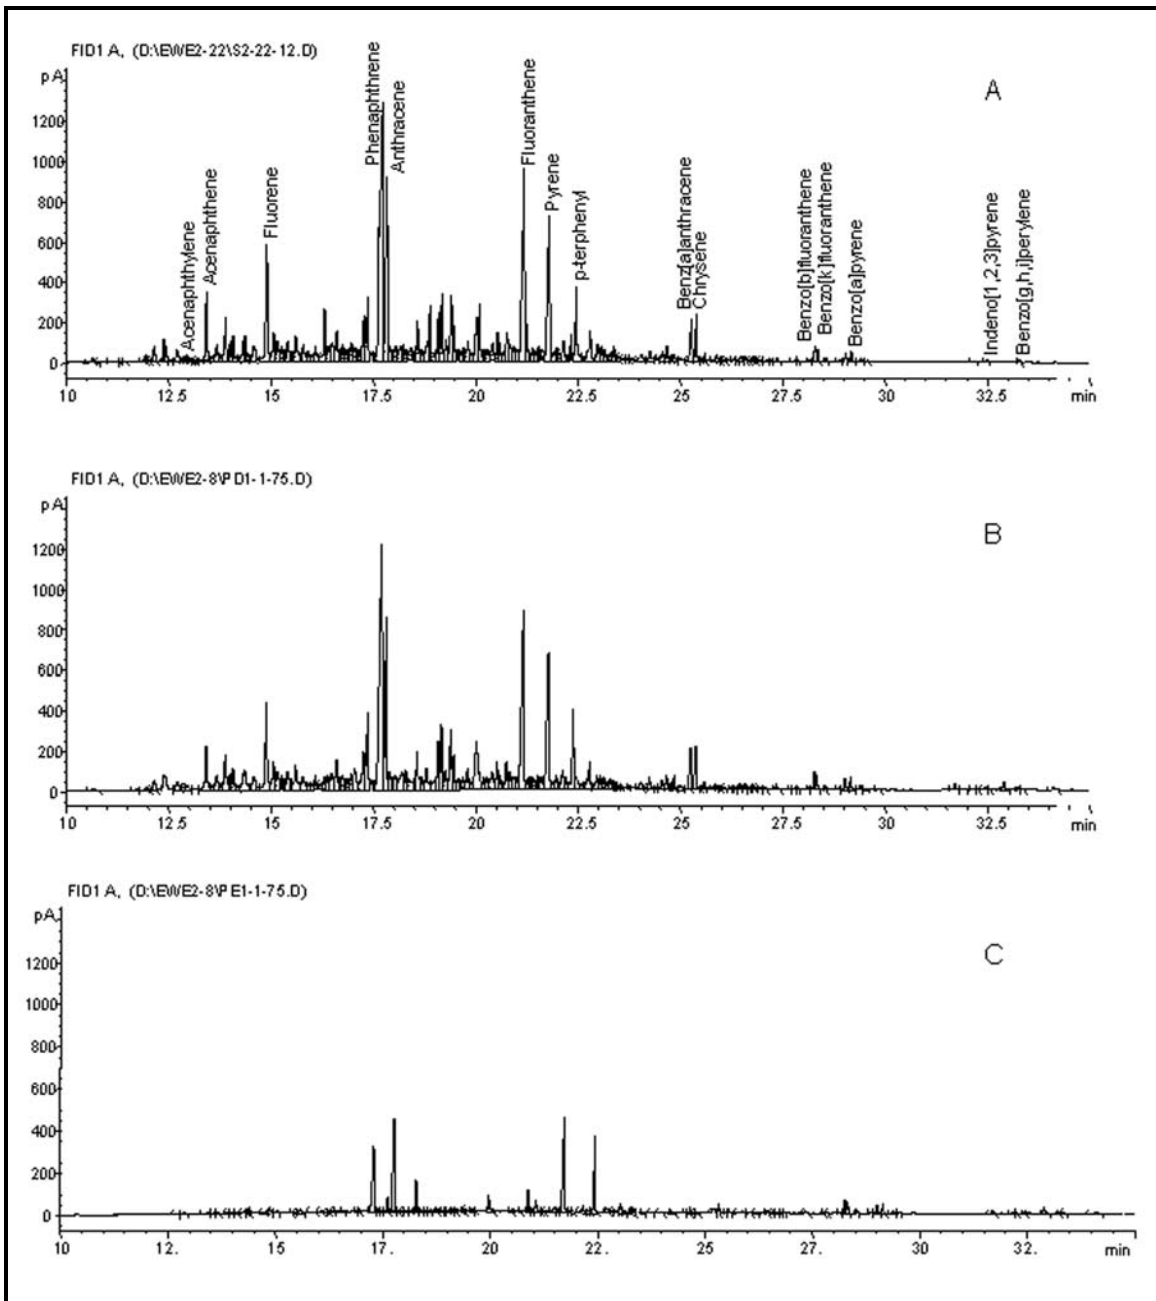 FID1 A, (D:\EWE2-22\S2-22-12.D)
pA
A
1200
1000
800
600
400
200
0
Acenaphthylene
Acenaphthene
Fluorene
Phenaphthrene
Anthracene
Fluoranthene
Pyrene
p-terphenyl
Benz[a]anthracene
Chrysene
Benzo[b]fluoranthene
Benzo[k]fluoranthene
Benzo[a]pyrene
Indeno[1,2,3]pyrene
Benzo[g,h,i]perylene
10 12.5 15 17.5 20 22.5 25 27.5 30 32.5 min
FID1 A, (D:\EWE2-8\PD1-1-75.D)
pA
B
1200
1000
800
600
400
200
0
10 12.5 15 17.5 20 22.5 25 27.5 30 32.5 min
FID1 A, (D:\EWE2-8\PE1-1-75.D)
pA
C
1200
1000
800
600
400
200
0
10 12. 15 17. 20 22. 25 27. 30 32. min